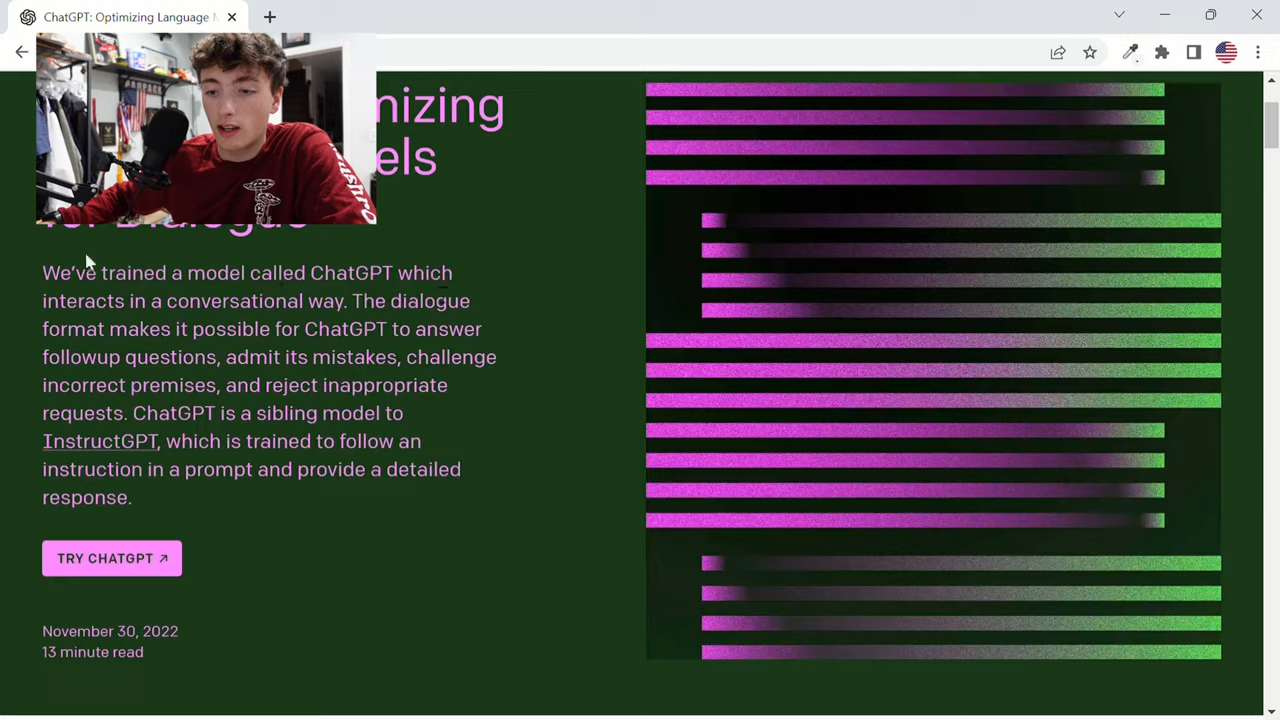 ChatGPT: Optimizing Language
mizing
els
for Dialogue
We've trained a model called ChatGPT which
interacts in a conversational way. The dialogue
format makes it possible for ChatGPT to answer
followup questions, admit its mistakes, challenge
incorrect premises, and reject inappropriate
requests. ChatGPT is a sibling model to
InstructGPT, which is trained to follow an
instruction in a prompt and provide a detailed
response.
TRY CHATGPT ↗
November 30, 2022
13 minute read